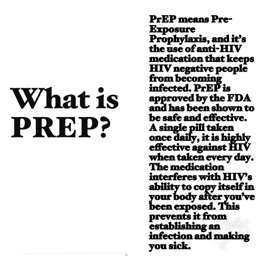 What is
PREP?
PrEP means Pre-
Exposure
Prophylaxis, and it's
the use of anti-HIV
medication that keeps
HIV negative people
from becoming
infected. PrEP is
approved by the FDA
and has been shown to
be safe and effective.
A single pill taken
once daily, it is highly
effective against HIV
when taken every day.
The medication
interferes with HIV's
ability to copy itself in
your body after you've
been exposed. This
prevents it from
establishing an
infection and making
you sick.